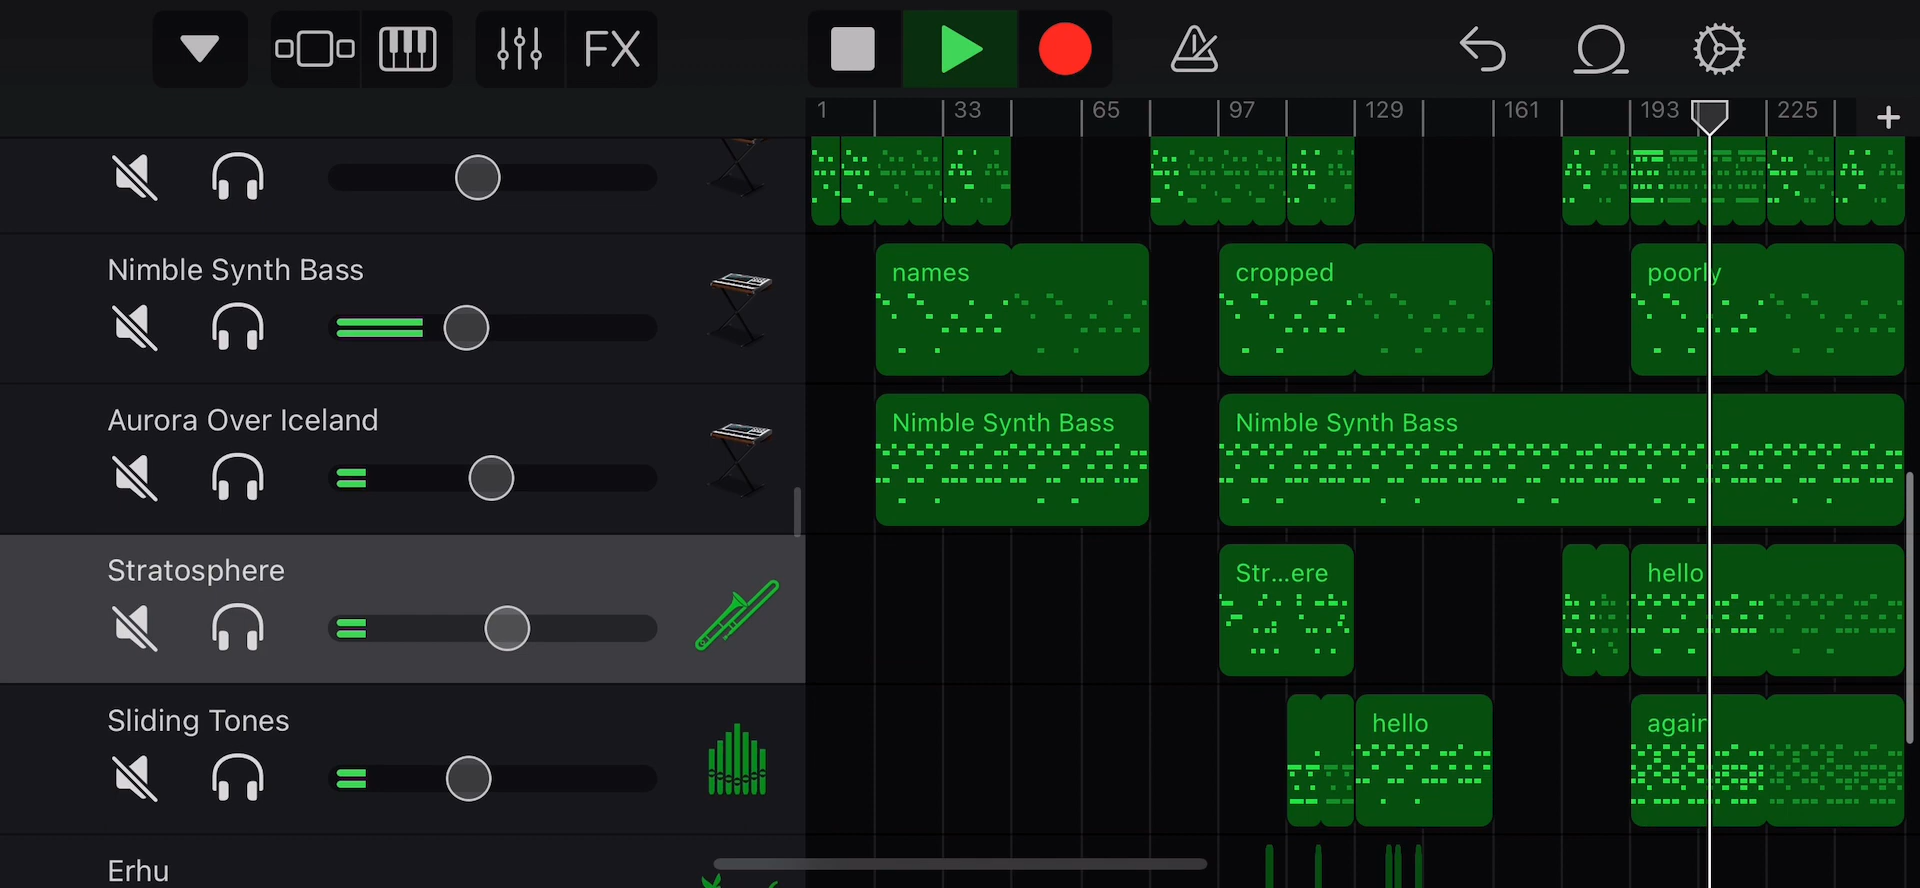 FX
1 33 65 97 129 161 193 225 +
Nimble Synth Bass
names cropped poorly
Aurora Over Iceland
Nimble Synth Bass Nimble Synth Bass
Stratosphere
Str...ere hello
Sliding Tones
hello again
Erhu